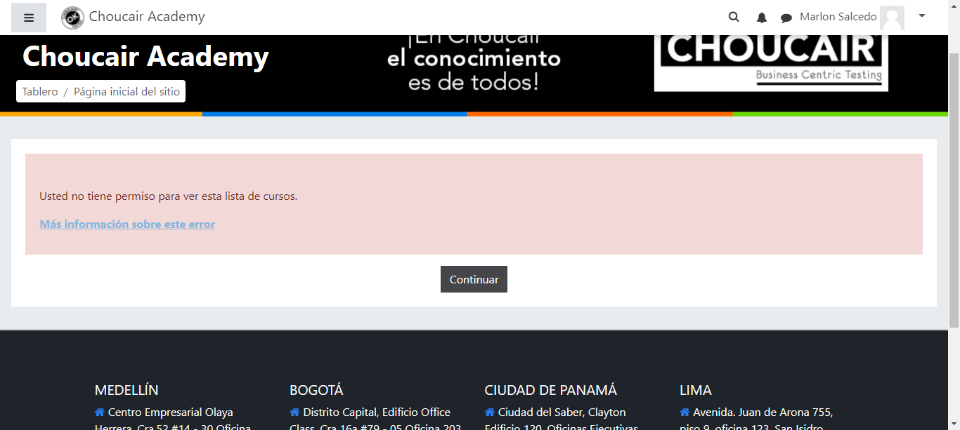 Choucair Academy
Marlon Salcedo
Choucair Academy
¡En Choucair
el conocimiento
es de todos!
CHOUCAIR
Business Centric Testing
Tablero / Página inicial del sitio
Usted no tiene permiso para ver esta lista de cursos.
Más información sobre este error
Continuar
MEDELLÍN
Centro Empresarial Olaya
Herrera, Cra 52 #14 - 30 Oficina
BOGOTÁ
Distrito Capital, Edificio Office
Class, Cra 16a #79 - 05 Oficina 203
CIUDAD DE PANAMÁ
Ciudad del Saber, Clayton
Edificio 120, Oficinas Ejecutivas
LIMA
Avenida. Juan de Arona 755,
piso 9, oficina 123, San Isidro